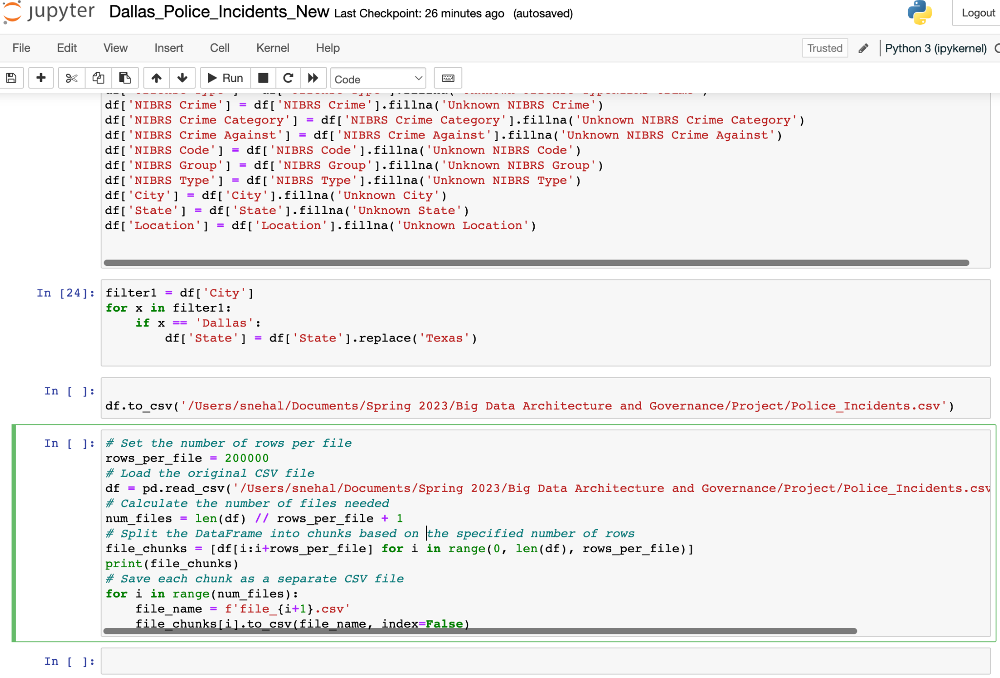 jupyter Dallas_Police_Incidents_New Last Checkpoint: 26 minutes ago (autosaved) Logout
File Edit View Insert Cell Kernel Help Trusted Python 3 (ipykernel)
Run Code
df['NIBRS Crime'] = df['NIBRS Crime'].fillna('Unknown NIBRS Crime')
df['NIBRS Crime Category'] = df['NIBRS Crime Category'].fillna('Unknown NIBRS Crime Category')
df['NIBRS Crime Against'] = df['NIBRS Crime Against'].fillna('Unknown NIBRS Crime Against')
df['NIBRS Code'] = df['NIBRS Code'].fillna('Unknown NIBRS Code')
df['NIBRS Group'] = df['NIBRS Group'].fillna('Unknown NIBRS Group')
df['NIBRS Type'] = df['NIBRS Type'].fillna('Unknown NIBRS Type')
df['City'] = df['City'].fillna('Unknown City')
df['State'] = df['State'].fillna('Unknown State')
df['Location'] = df['Location'].fillna('Unknown Location')
In [24]: filter1 = df['City']
for x in filter1:
    if x == 'Dallas':
        df['State'] = df['State'].replace('Texas')
In [ ]:
df.to_csv('/Users/snehal/Documents/Spring 2023/Big Data Architecture and Governance/Project/Police_Incidents.csv')
In [ ]: # Set the number of rows per file
rows_per_file = 200000
# Load the original CSV file
df = pd.read_csv('/Users/snehal/Documents/Spring 2023/Big Data Architecture and Governance/Project/Police_Incidents.csv
# Calculate the number of files needed
num_files = len(df) // rows_per_file + 1
# Split the DataFrame into chunks based on the specified number of rows
file_chunks = [df[i:i+rows_per_file] for i in range(0, len(df), rows_per_file)]
print(file_chunks)
# Save each chunk as a separate CSV file
for i in range(num_files):
    file_name = f'file_{i+1}.csv'
    file_chunks[i].to_csv(file_name, index=False)
In [ ]: